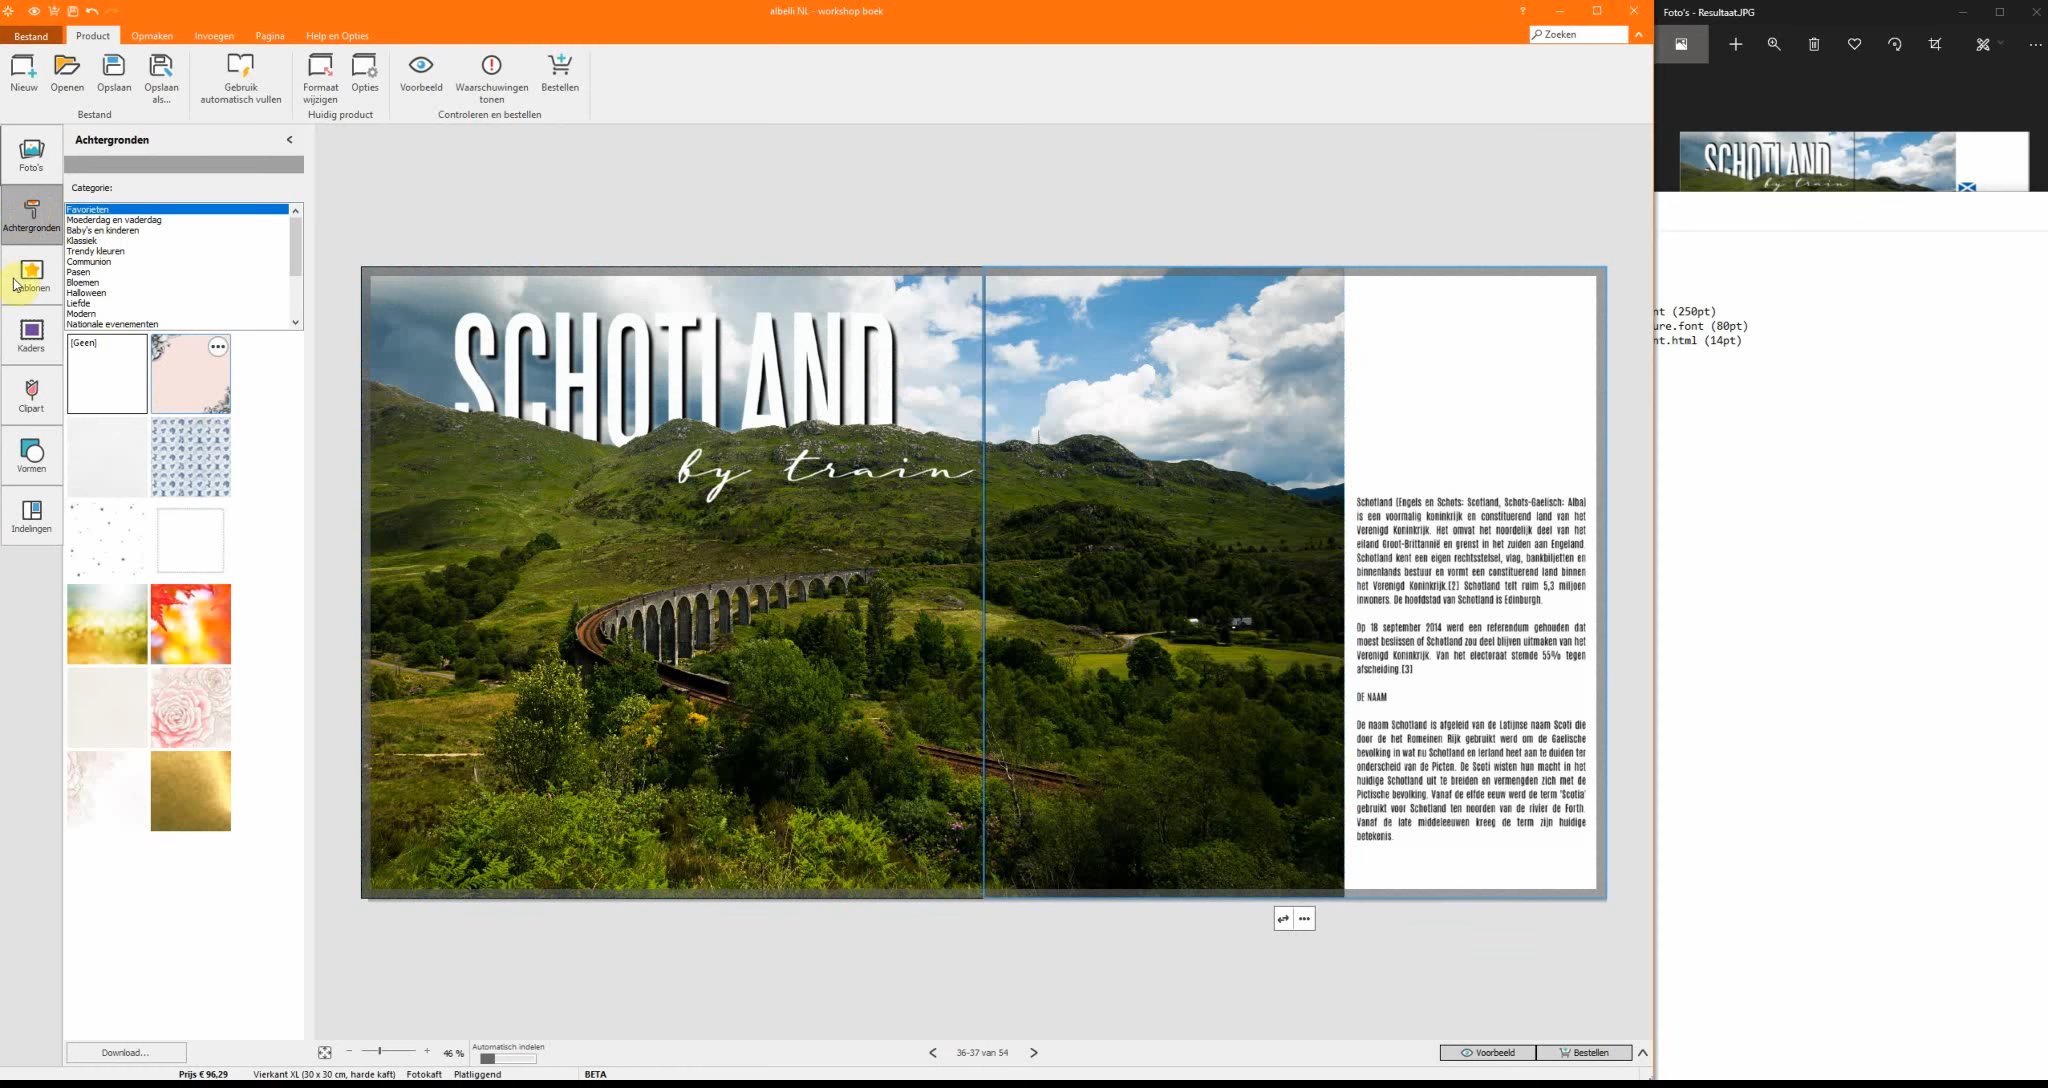 albelli NL - workshop boek
?
Foto's - Resultaat.JPG
Bestand
Product
Opmaken
Invoegen
Pagina
Help en Opties
Zoeken
Nieuw
Openen
Opslaan
Opslaan als...
Gebruik automatisch vullen
Formaat wijzigen
Opties
Voorbeeld
Waarschuwingen tonen
Bestellen
Bestand
Huidig product
Controleren en bestellen
Foto's
Achtergronden
Kaders
Clipart
Vormen
Indelingen
Achtergronden
Categorie:
Favorieten
Moederdag en vaderdag
Baby's en kinderen
Klassiek
Trendy kleuren
Communion
Pasen
Bloemen
Halloween
Liefde
Modern
Nationale evenementen
[Geen]
Download...
SCHOTLAND
by train
Schotland (Engels en Schots: Scotland, Schots-Gaelisch: Alba)
is een voormalig koninkrijk en constituerend land van het
Verenigd Koninkrijk. Het omvat het noordelijk deel van het
eiland Groot-Brittannië en grenst in het zuiden aan Engeland.
Schotland kent een eigen rechtsstelsel, vlag, bankbiljetten en
binnenlands bestuur en vormt een constituerend land binnen
het Verenigd Koninkrijk.[2] Schotland telt ruim 5,3 miljoen
inwoners. De hoofdstad van Schotland is Edinburgh.
Op 18 september 2014 werd een referendum gehouden dat
moest beslissen of Schotland zou deel blijven uitmaken van het
Verenigd Koninkrijk. Van het electoraat stemde 55% tegen
afscheiding.[3]
DE NAAM
De naam Schotland is afgeleid van de Latijnse naam Scoti die
door de het Romeinen Rijk gebruikt werd om de Gaelische
bevolking in wat nu Schotland en Ierland heet aan te duiden ter
onderscheid van de Picten. De Scoti wisten hun macht in het
huidige Schotland uit te breiden en vermengden zich met de
Pictische bevolking. Vanaf de elfde eeuw werd de term 'Scotia'
gebruikt voor Schotland ten noorden van de rivier de Forth.
Vanaf de late middeleeuwen kreeg de term zijn huidige
betekenis.
SCHOTLAND
by train
(250pt)
ure.font (80pt)
nt.html (14pt)
46 %
Automatisch indelen
36-37 van 54
Voorbeeld
Bestellen
Prijs € 96,29
Vierkant XL (30 x 30 cm, harde kaft)
Fotokaft
Platliggend
BETA